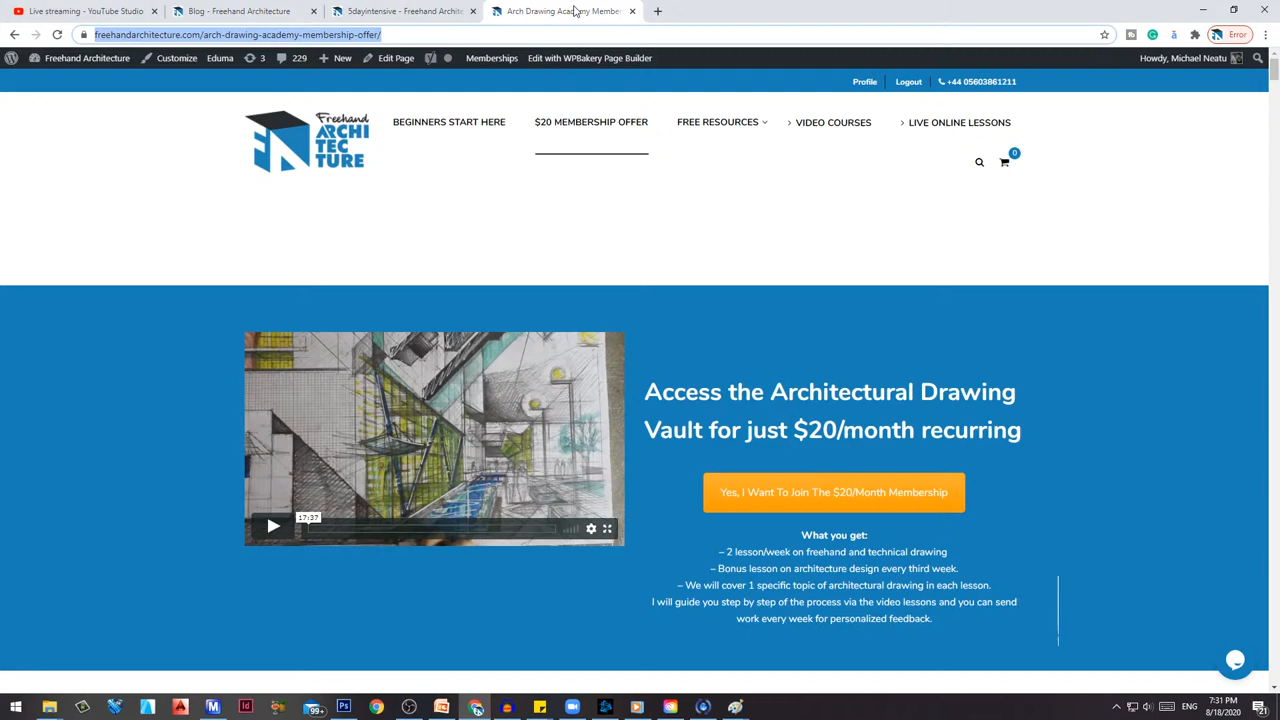 Live streaming - YouTube Studio
Blog - Freehand Architecture
5dayintensive - Freehand Archite
Arch Drawing Academy Member
freehandarchitecture.com/arch-drawing-academy-membership-offer/
Error
Freehand Architecture
Customize
Eduma
3
229
New
Edit Page
Memberships
Edit with WPBakery Page Builder
Howdy, Michael Neatu
Profile
Logout
+44 05603861211
Freehand
ARCHI
TEC
TURE
BEGINNERS START HERE
$20 MEMBERSHIP OFFER
FREE RESOURCES
VIDEO COURSES
LIVE ONLINE LESSONS
0
17:37
Access the Architectural Drawing
Vault for just $20/month recurring
Yes, I Want To Join The $20/Month Membership
What you get:
– 2 lesson/week on freehand and technical drawing
– Bonus lesson on architecture design every third week.
– We will cover 1 specific topic of architectural drawing in each lesson.
I will guide you step by step of the process via the video lessons and you can send
work every week for personalized feedback.
99+
ENG
7:31 PM
8/18/2020
21